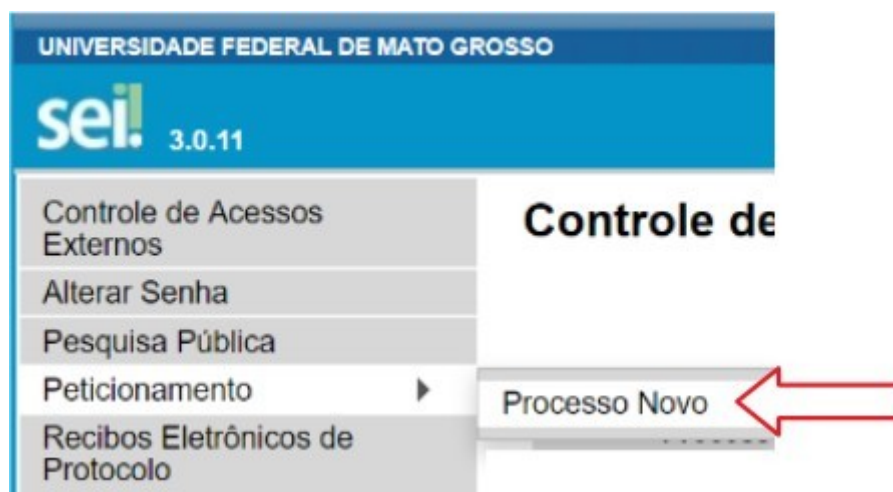 UNIVERSIDADE FEDERAL DE MATO GROSSO
sei! 3.0.11
Controle de Acessos
Externos
Controle de
Alterar Senha
Pesquisa Pública
Peticionamento
Processo Novo
Recibos Eletrônicos de
Protocolo